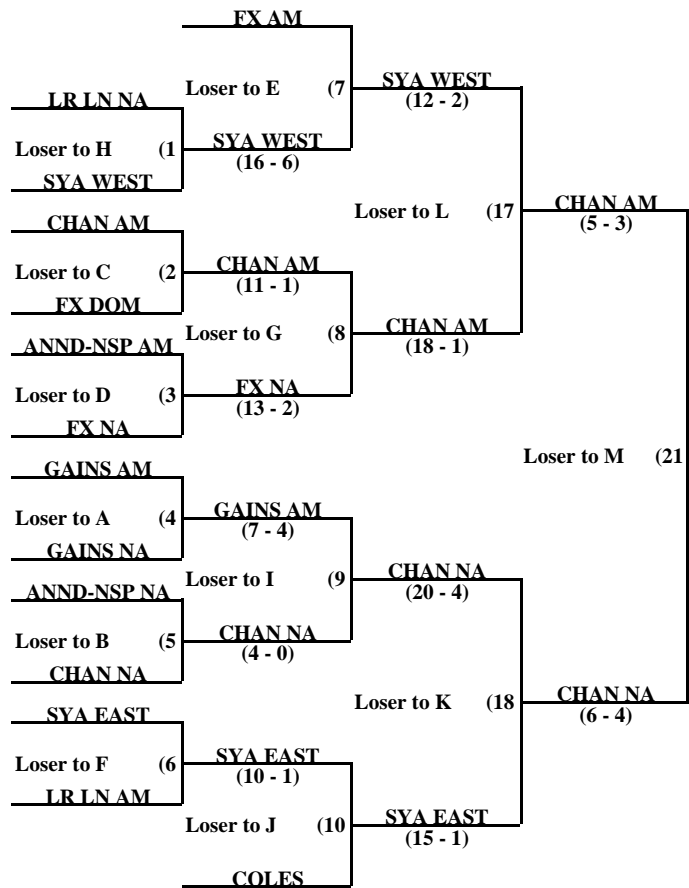 FX AM
Loser to E (7 SYA WEST
(12 - 2)
LR LN NA
Loser to H (1 SYA WEST
(16 - 6)
SYA WEST
Loser to L (17 CHAN AM
(5 - 3)
CHAN AM
Loser to C (2 CHAN AM
(11 - 1)
FX DOM
Loser to G (8 CHAN AM
(18 - 1)
ANND-NSP AM
Loser to D (3 FX NA
(13 - 2)
FX NA
Loser to M (21
GAINS AM
Loser to A (4 GAINS AM
(7 - 4)
GAINS NA
Loser to I (9 CHAN NA
(20 - 4)
ANND-NSP NA
Loser to B (5 CHAN NA
(4 - 0)
CHAN NA
Loser to K (18 CHAN NA
(6 - 4)
SYA EAST
Loser to F (6 SYA EAST
(10 - 1)
LR LN AM
Loser to J (10 SYA EAST
(15 - 1)
COLES